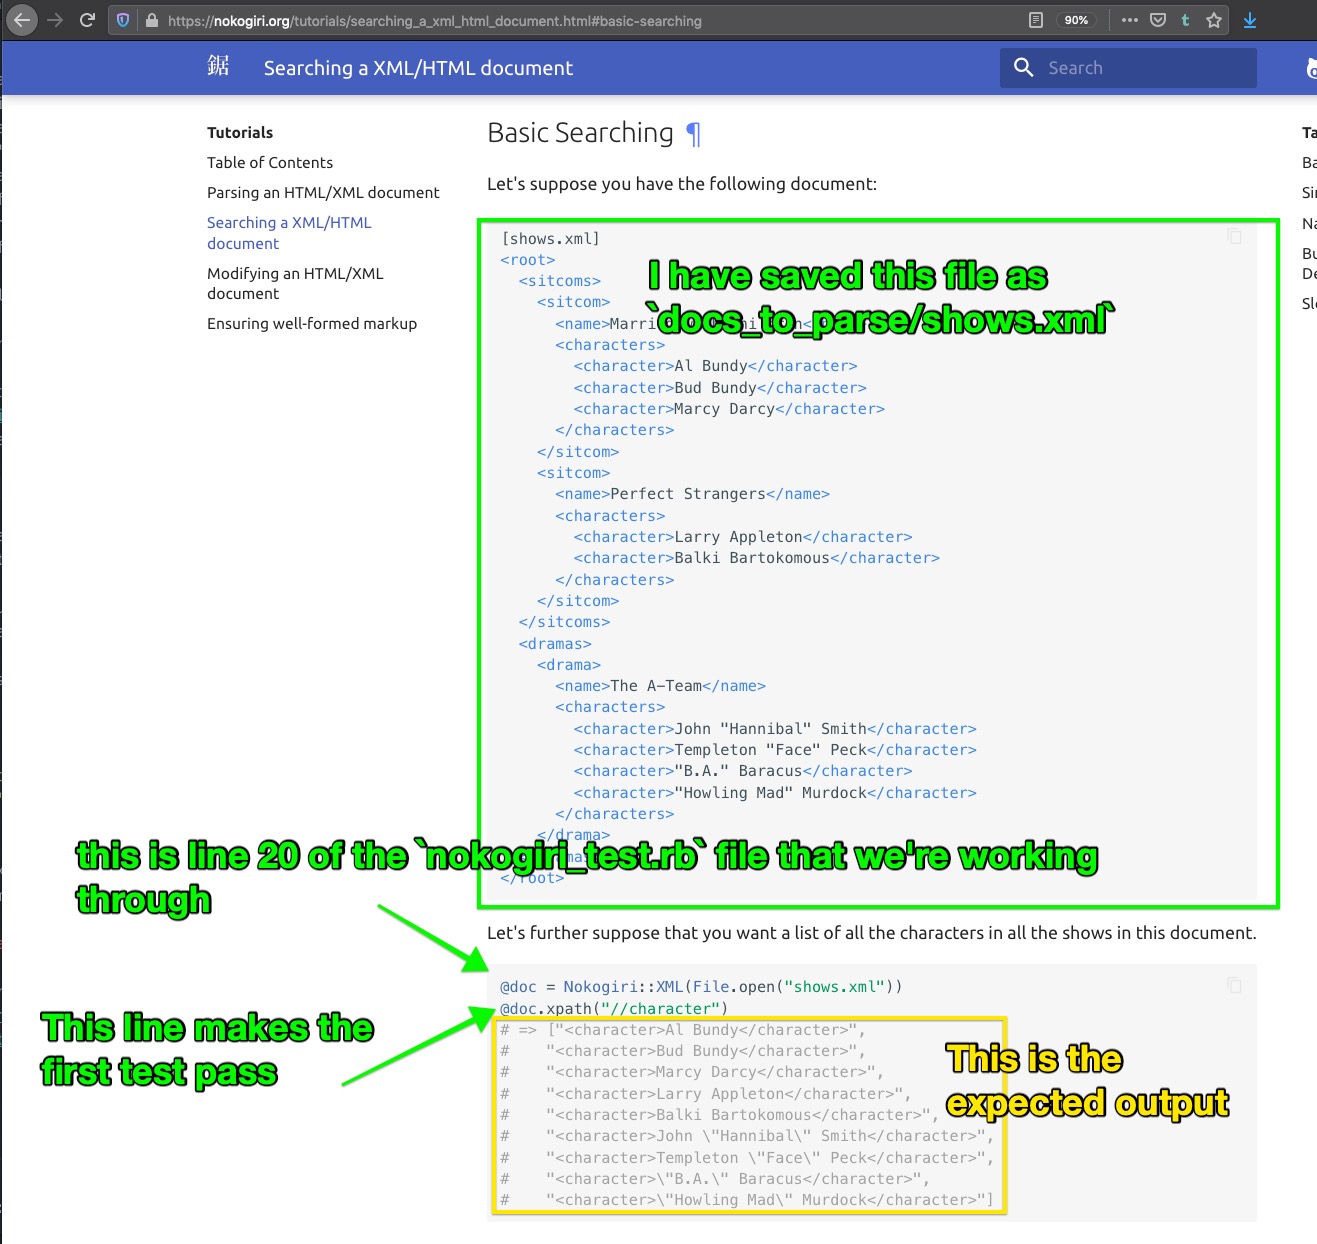 https://nokogiri.org/tutorials/searching_a_xml_html_document.html#basic-searching
90%
鋸 Searching a XML/HTML document
Search
Tutorials
Table of Contents
Parsing an HTML/XML document
Searching a XML/HTML
document
Modifying an HTML/XML
document
Ensuring well-formed markup
Basic Searching ¶
Let's suppose you have the following document:
[shows.xml]
<root>
<sitcoms>
<sitcom>
<name>Marri
<characters>
<character>Al Bundy</character>
<character>Bud Bundy</character>
<character>Marcy Darcy</character>
</characters>
</sitcom>
<sitcom>
<name>Perfect Strangers</name>
<characters>
<character>Larry Appleton</character>
<character>Balki Bartokomous</character>
</characters>
</sitcom>
</sitcoms>
<dramas>
<drama>
<name>The A-Team</name>
<characters>
<character>John "Hannibal" Smith</character>
<character>Templeton "Face" Peck</character>
<character>"B.A." Baracus</character>
<character>"Howling Mad" Murdock</character>
</characters>
</drama>
</root>
I have saved this file as
`docs_to_parse/shows.xml`
this is line 20 of the `nokogiri_test.rb` file that we're working
through
Let's further suppose that you want a list of all the characters in all the shows in this document.
@doc = Nokogiri::XML(File.open("shows.xml"))
@doc.xpath("//character")
# => ["<character>Al Bundy</character>",
# "<character>Bud Bundy</character>",
# "<character>Marcy Darcy</character>",
# "<character>Larry Appleton</character>",
# "<character>Balki Bartokomous</character>",
# "<character>John \"Hannibal\" Smith</character>",
# "<character>Templeton \"Face\" Peck</character>",
# "<character>\"B.A.\" Baracus</character>",
# "<character>\"Howling Mad\" Murdock</character>"]
This line makes the
first test pass
This is the
expected output
Ta
Ba
Si
Na
Bu
De
Sl